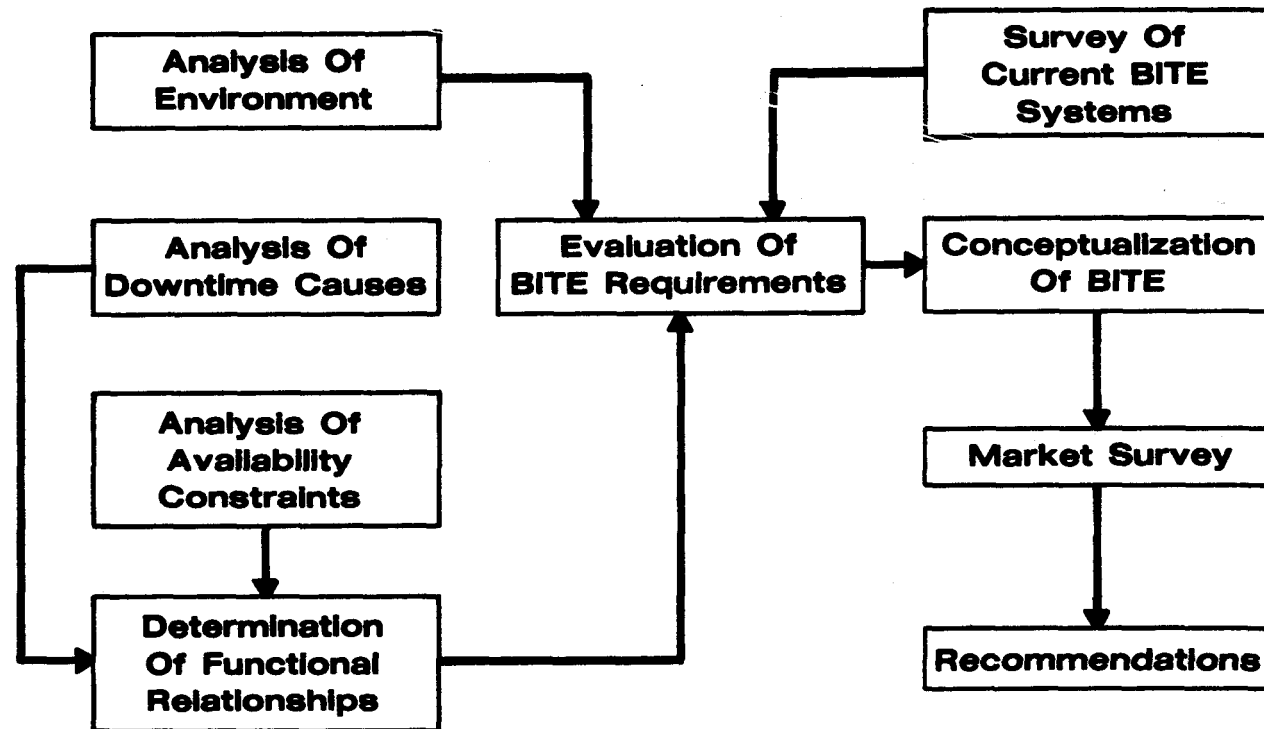 Analysis Of
Environment
Survey Of
Current BITE
Systems
Analysis Of
Downtime Causes
Evaluation Of
BITE Requirements
Conceptualization
Of BITE
Analysis Of
Availability
Constraints
Market Survey
Determination
Of Functional
Relationships
Recommendations